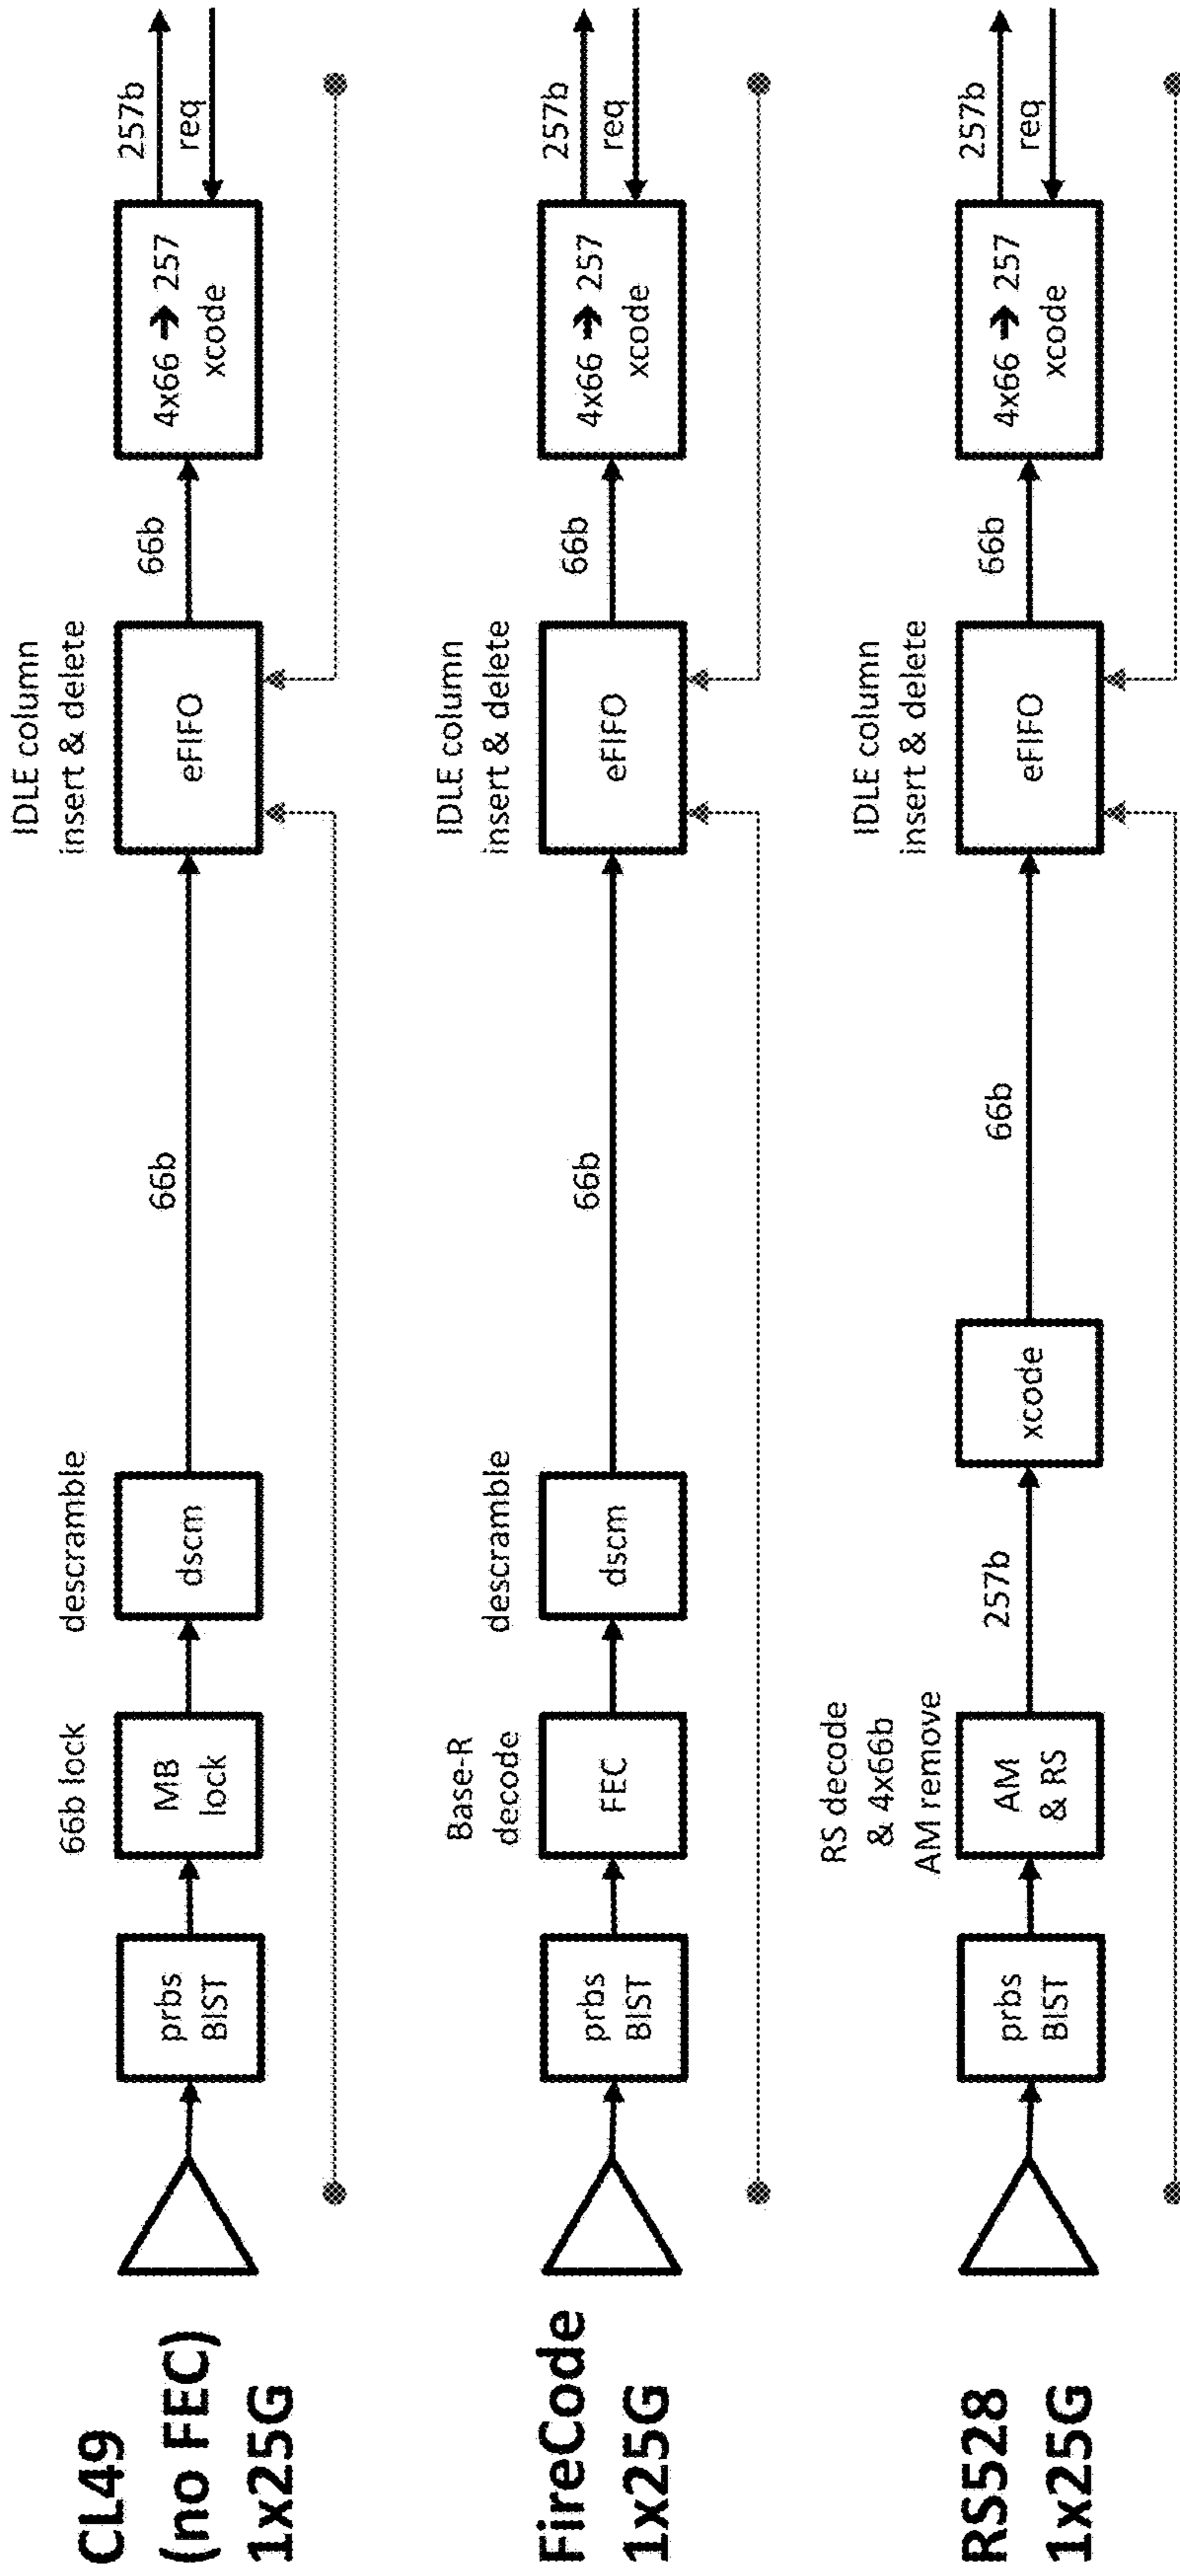 CL49
(no FEC)
1x25G
prbs
BIST
66b lock
MB
lock
descramble
dscm
66b
IDLE column
insert & delete
eFIFO
66b
4x66 ➔ 257
xcode
257b
req
FireCode
1x25G
prbs
BIST
Base-R
decode
FEC
descramble
dscm
66b
IDLE column
insert & delete
eFIFO
66b
4x66 ➔ 257
xcode
257b
req
RS528
1x25G
prbs
BIST
RS decode
& 4x66b
AM remove
AM
& RS
257b
xcode
66b
IDLE column
insert & delete
eFIFO
66b
4x66 ➔ 257
xcode
257b
req